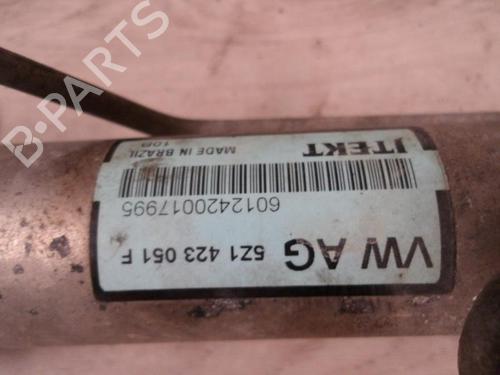 JTEKT
MADE IN BRAZIL
6012420017995
VW AG
5Z1 423 051 F
B-PARTS